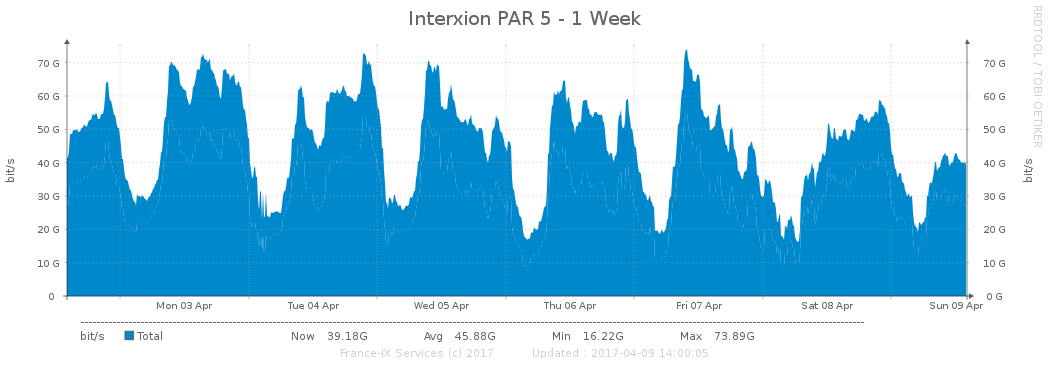 Interxion PAR 5 - 1 Week
RRDTOOL / TOBI OETIKER
bit/s
bit/s
70 G 70 G
60 G 60 G
50 G 50 G
40 G 40 G
30 G 30 G
20 G 20 G
10 G 10 G
0 0 G
Mon 03 Apr Tue 04 Apr Wed 05 Apr Thu 06 Apr Fri 07 Apr Sat 08 Apr Sun 09 Apr
bit/s Total Now 39.18G Avg 45.88G Min 16.22G Max 73.89G
France-IX Services (c) 2017 Updated : 2017-04-09 14:00:05